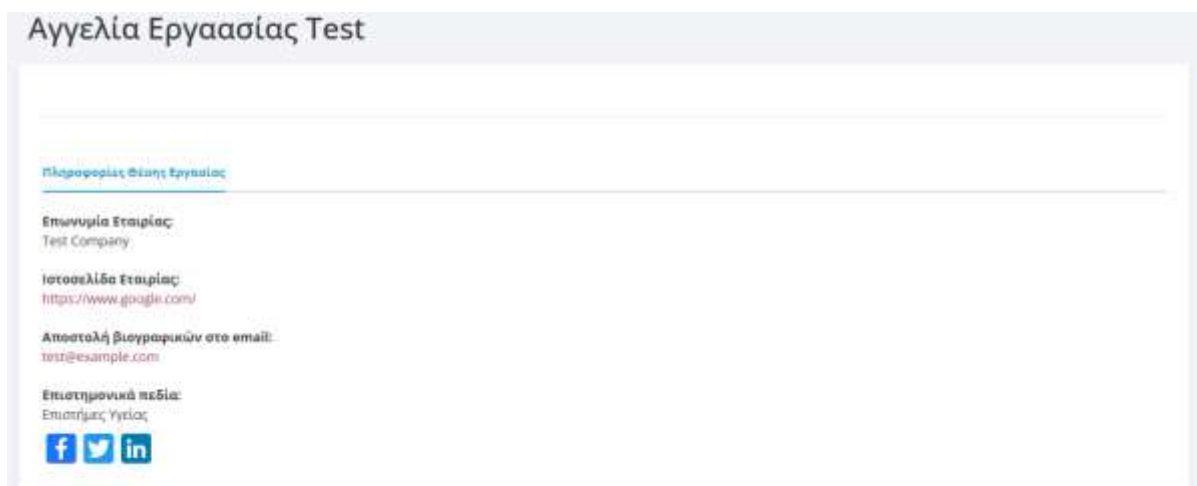 Αγγελία Εργαασίας Test
Πληροφορίες Θέσης Εργασίας
Επωνυμία Εταιρίας:
Test Company
Ιστοσελίδα Εταιρίας:
https://www.google.com/
Αποστολή βιογραφικών στο email:
test@example.com
Επιστημονικά πεδία:
Επιστήμες Υγείας